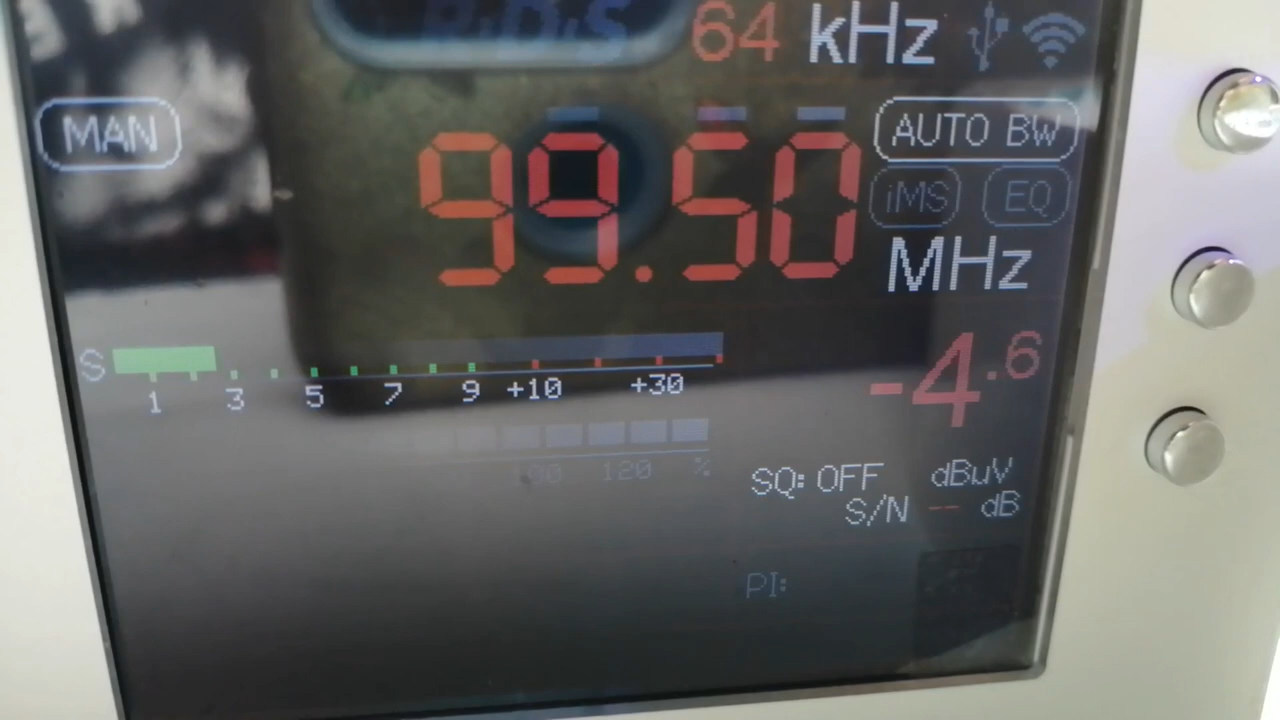 R·D·S 64 kHz
MAN
99.50 AUTO BW
iMS EQ
MHz
S
1 3 5 7 9 +10 +30
-4.6
120 %
SQ: OFF dBµV
S/N -- dB
PI: